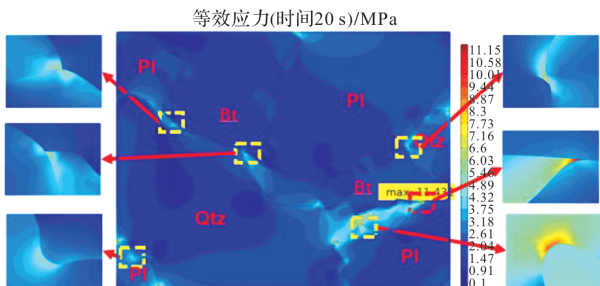 等效应力(时间20 s)/MPa
Pl
Pl
Bt
Qtz
Bt
max: 11.43
Qtz
Pl
Pl
11.15
10.58
10.01
9.44
8.87
8.3
7.73
7.16
6.6
6.03
5.46
4.89
4.32
3.75
3.18
2.61
2.04
1.47
0.91
0.1